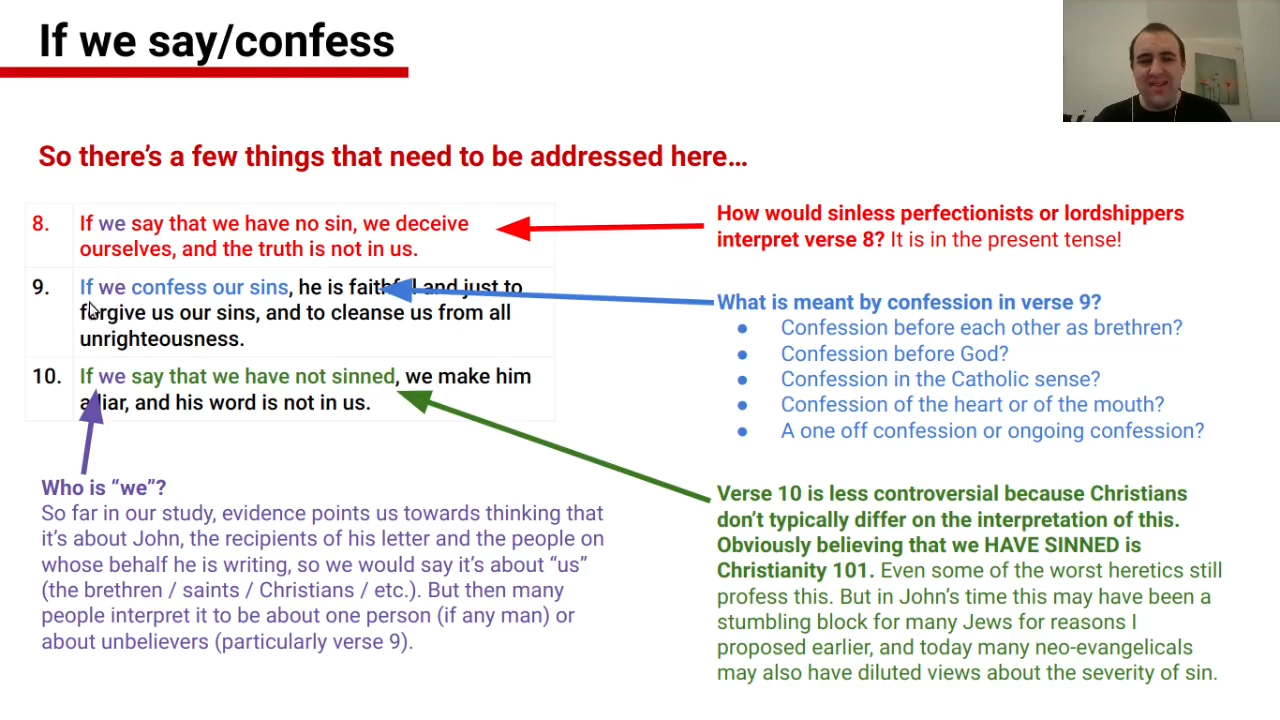 If we say/confess
So there's a few things that need to be addressed here...
8. If we say that we have no sin, we deceive
ourselves, and the truth is not in us.
9. If we confess our sins, he is faithful and just to
forgive us our sins, and to cleanse us from all
unrighteousness.
10. If we say that we have not sinned, we make him
a liar, and his word is not in us.
Who is “we”?
So far in our study, evidence points us towards thinking that
it's about John, the recipients of his letter and the people on
whose behalf he is writing, so we would say it's about “us”
(the brethren / saints / Christians / etc.). But then many
people interpret it to be about one person (if any man) or
about unbelievers (particularly verse 9).
How would sinless perfectionists or lordshippers
interpret verse 8? It is in the present tense!
What is meant by confession in verse 9?
● Confession before each other as brethren?
● Confession before God?
● Confession in the Catholic sense?
● Confession of the heart or of the mouth?
● A one off confession or ongoing confession?
Verse 10 is less controversial because Christians
don't typically differ on the interpretation of this.
Obviously believing that we HAVE SINNED is
Christianity 101. Even some of the worst heretics still
profess this. But in John's time this may have been a
stumbling block for many Jews for reasons I
proposed earlier, and today many neo-evangelicals
may also have diluted views about the severity of sin.